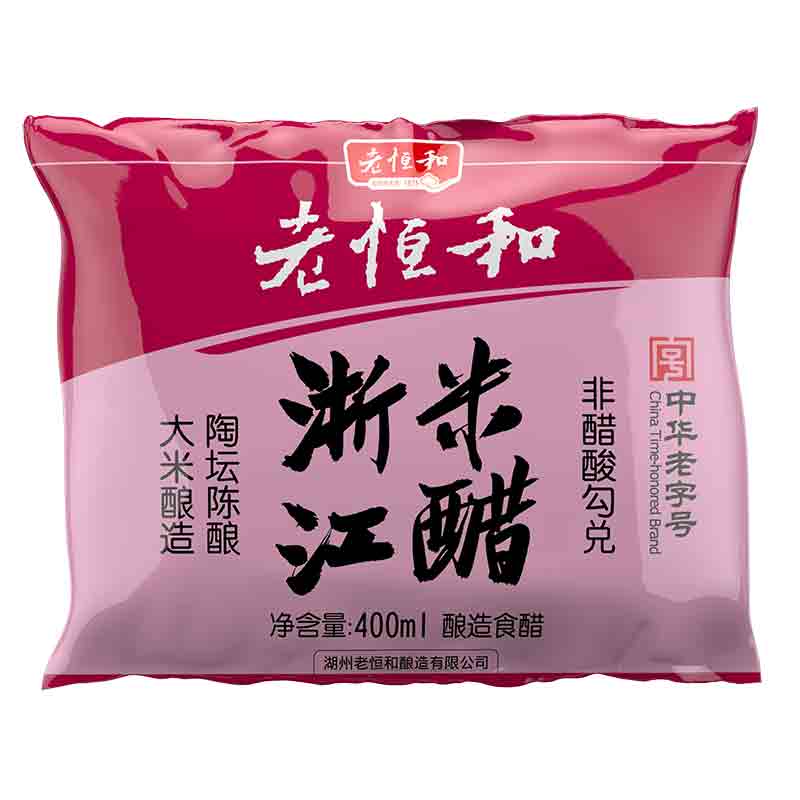 老恒和
老恒和
浙江
米醋
大米酿造
陶坛陈酿
非醋酸勾兑
中华老字号
China Time-honored Brand
净含量:400ml 酿造食醋
湖州老恒和酿造有限公司